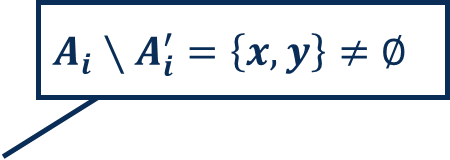 A_i \ A'_i = {x, y} ≠ ∅